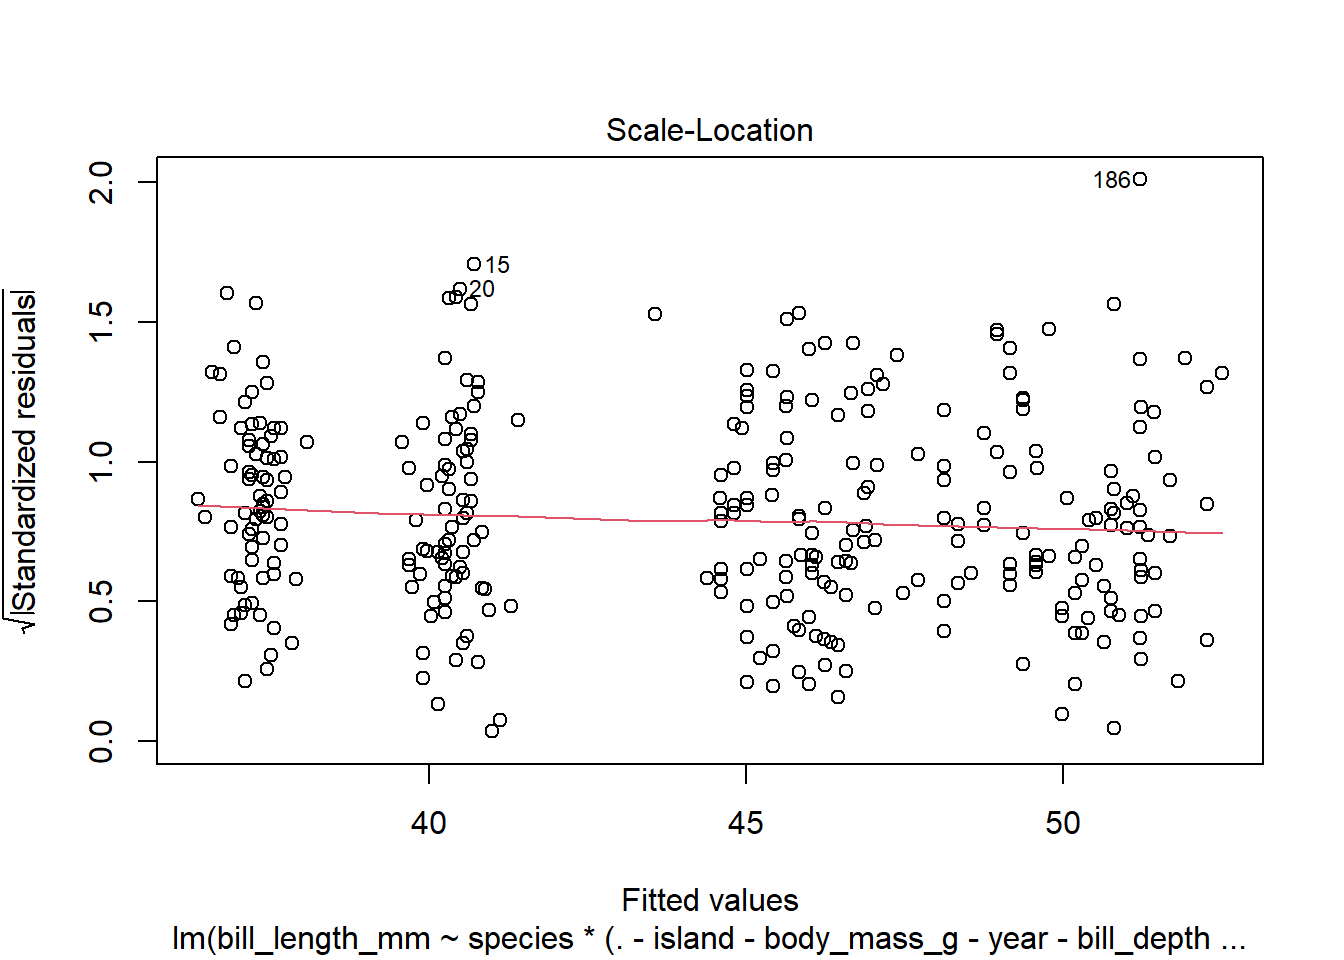 Scale-Location
2.0
1.5
1.0
0.5
0.0
√|Standardized residuals|
186
15
20
40 45 50
Fitted values
lm(bill_length_mm ~ species * (. - island - body_mass_g - year - bill_depth ...